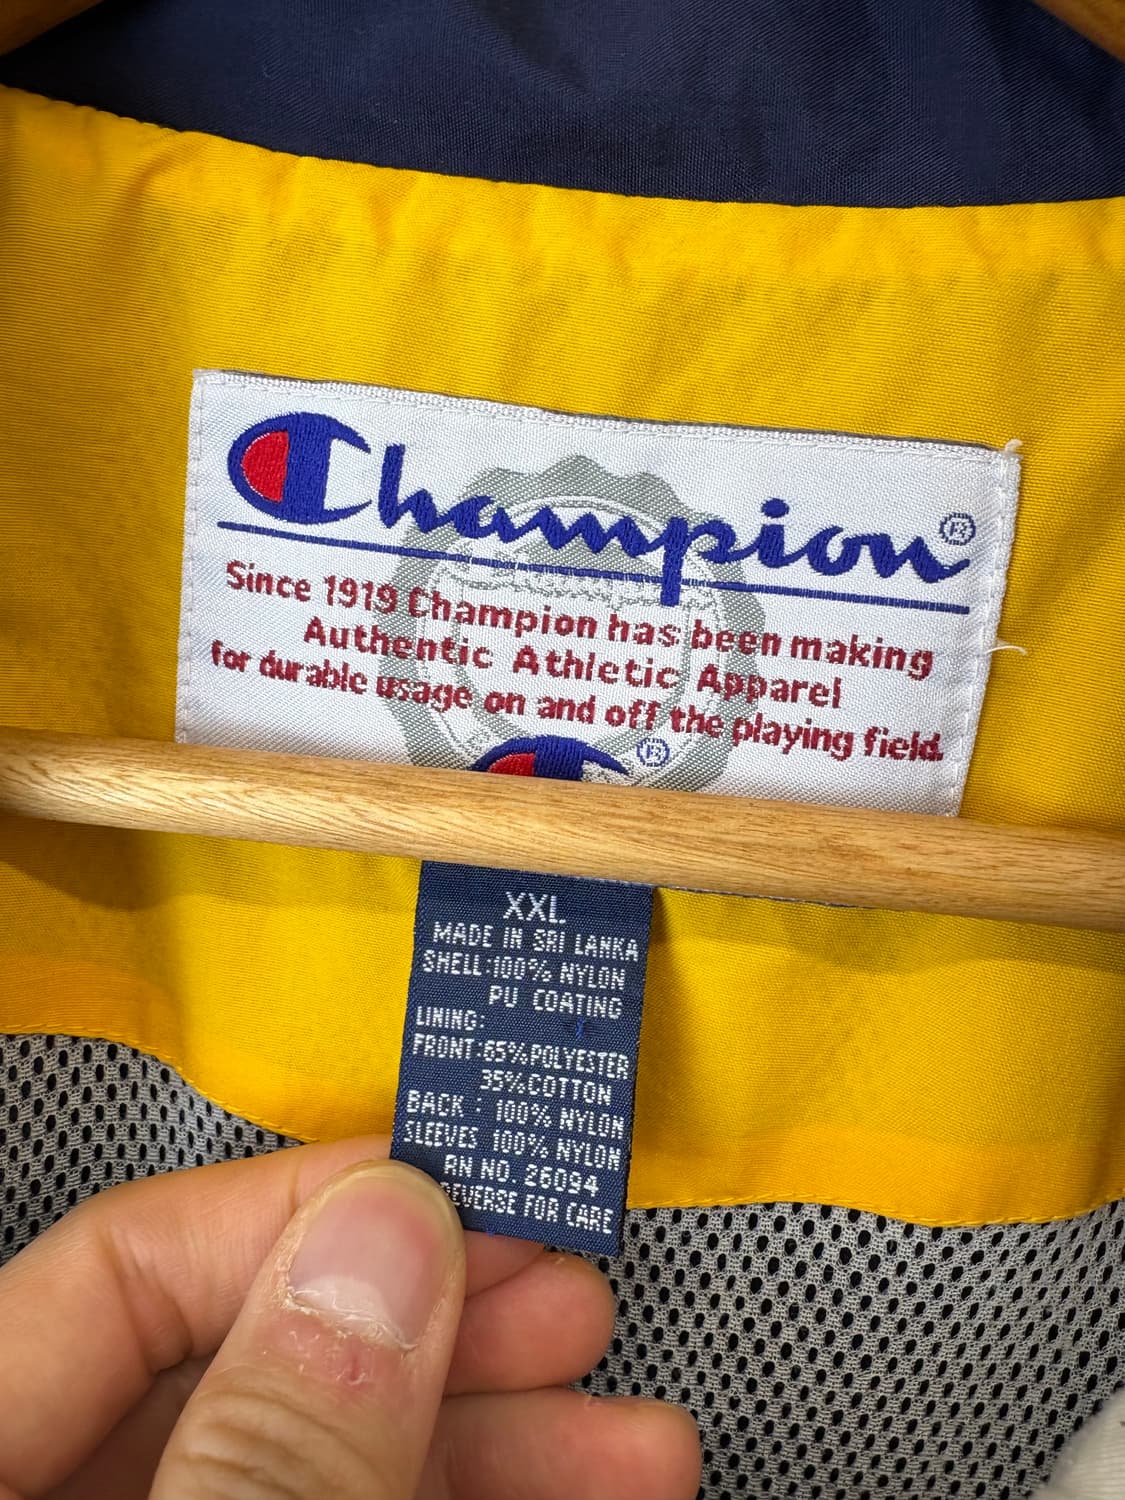 Champion®
Since 1919 Champion has been making
Authentic Athletic Apparel
for durable usage on and off the playing field.
®
XXL
MADE IN SRI LANKA
SHELL:100% NYLON
PU COATING
LINING:
FRONT:65%POLYESTER
35%COTTON
BACK : 100% NYLON
SLEEVES 100% NYLON
RN NO. 26094
REVERSE FOR CARE